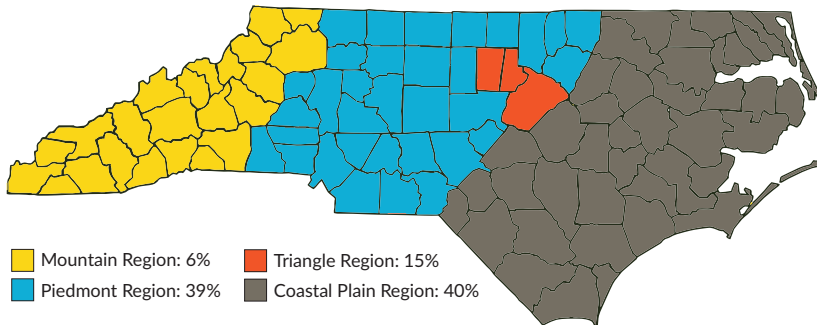 Mountain Region: 6%
Triangle Region: 15%
Piedmont Region: 39%
Coastal Plain Region: 40%